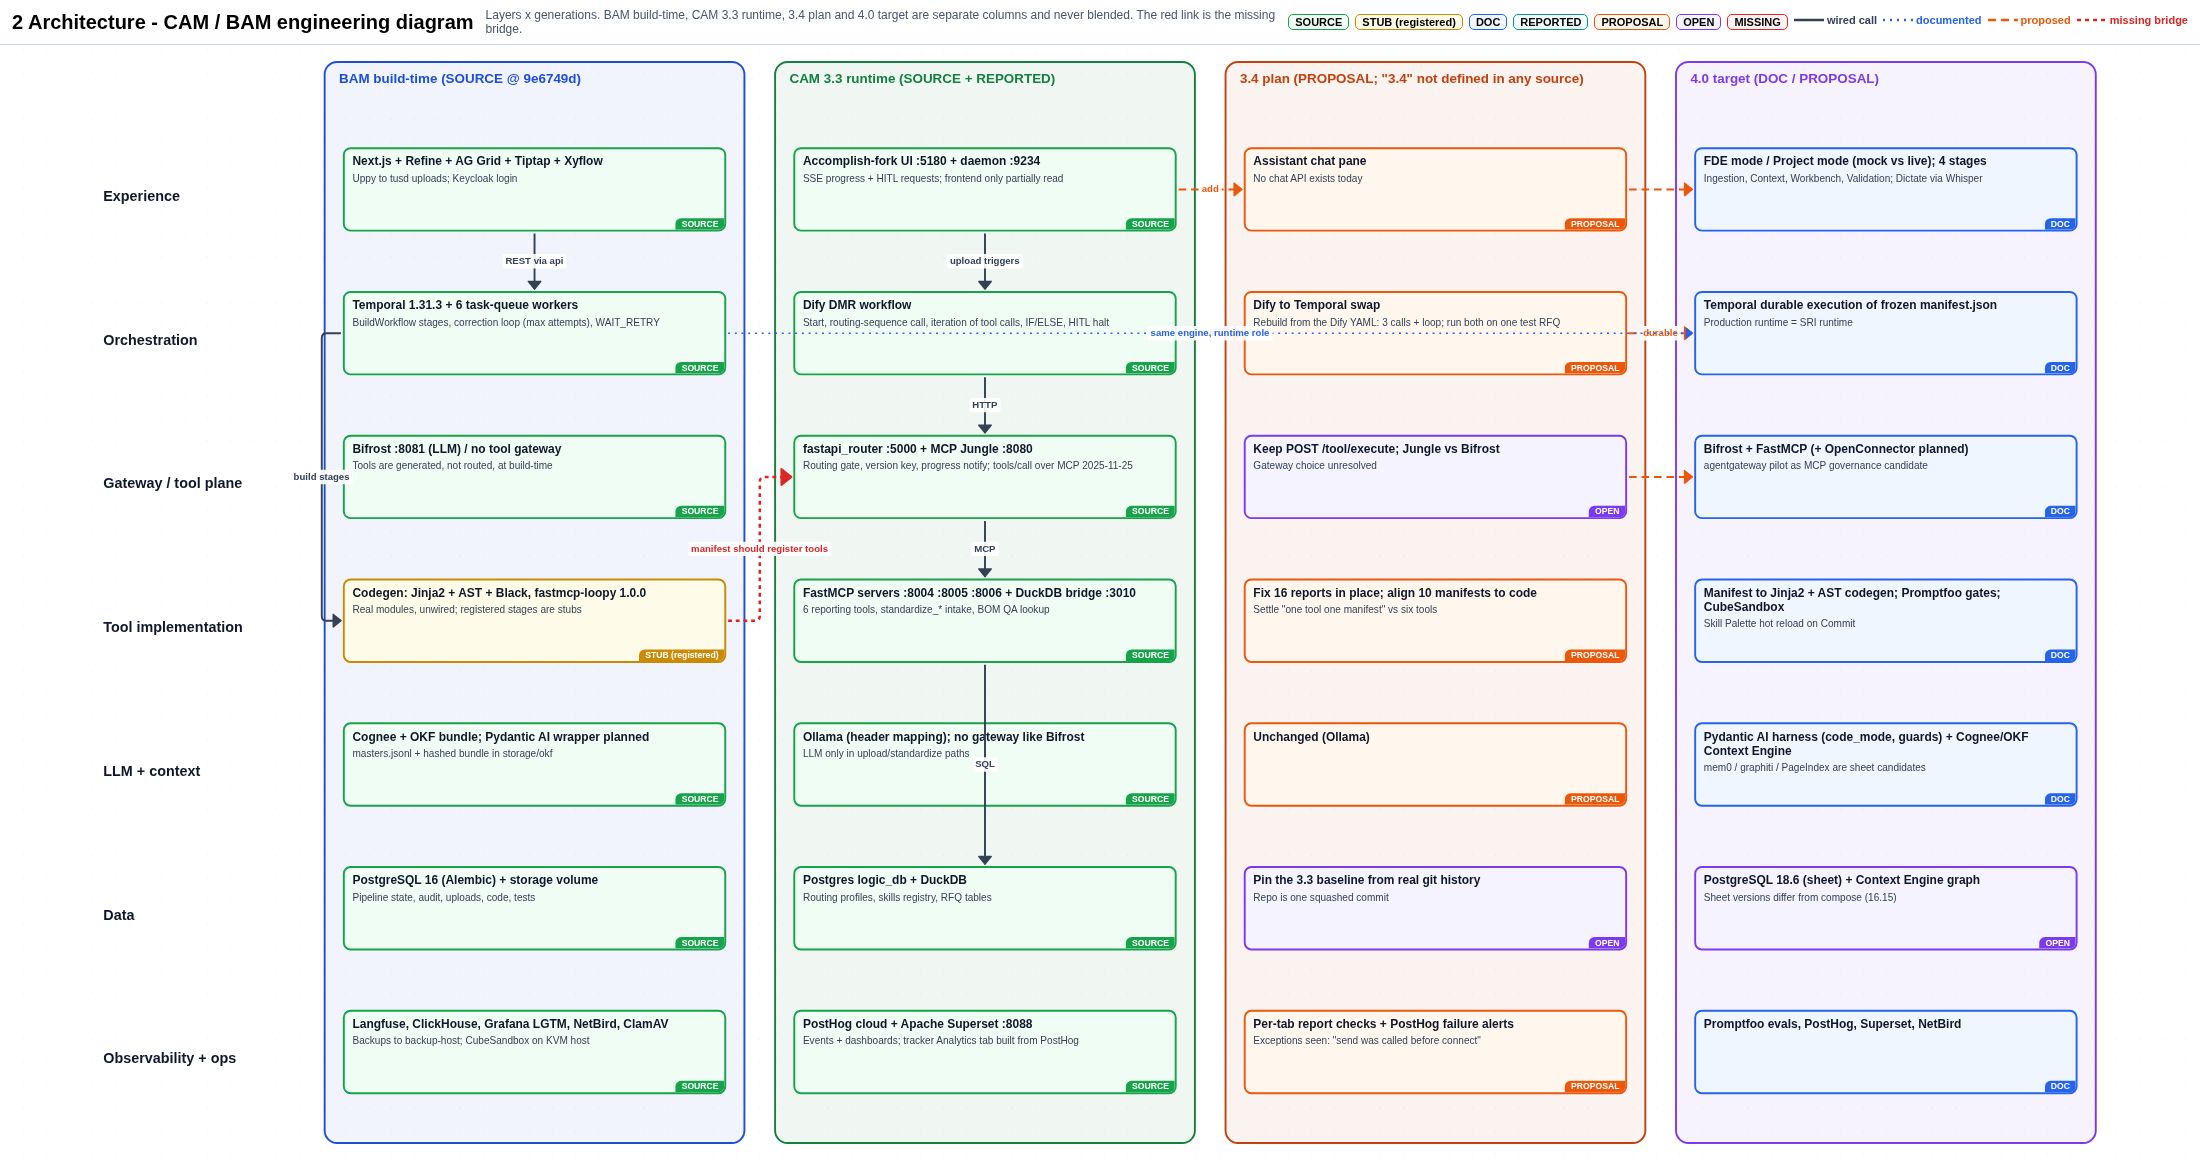 2 Architecture - CAM / BAM engineering diagram
Layers x generations. BAM build-time, CAM 3.3 runtime, 3.4 plan and 4.0 target are separate columns and never blended. The red link is the missing
bridge.
SOURCE
STUB (registered)
DOC
REPORTED
PROPOSAL
OPEN
MISSING
wired call
documented
proposed
missing bridge
BAM build-time (SOURCE @ 9e6749d)
CAM 3.3 runtime (SOURCE + REPORTED)
3.4 plan (PROPOSAL; "3.4" not defined in any source)
4.0 target (DOC / PROPOSAL)
Experience
Next.js + Refine + AG Grid + Tiptap + Xyflow
Uppy to tusd uploads; Keycloak login
SOURCE
Accomplish-fork UI :5180 + daemon :9234
SSE progress + HITL requests; frontend only partially read
SOURCE
add
Assistant chat pane
No chat API exists today
PROPOSAL
FDE mode / Project mode (mock vs live); 4 stages
Ingestion, Context, Workbench, Validation; Dictate via Whisper
DOC
REST via api
upload triggers
Orchestration
Temporal 1.31.3 + 6 task-queue workers
BuildWorkflow stages, correction loop (max attempts), WAIT_RETRY
SOURCE
Dify DMR workflow
Start, routing-sequence call, iteration of tool calls, IF/ELSE, HITL halt
SOURCE
same engine, runtime role
Dify to Temporal swap
Rebuild from the Dify YAML: 3 calls + loop; run both on one test RFQ
PROPOSAL
durable
Temporal durable execution of frozen manifest.json
Production runtime = SRI runtime
DOC
HTTP
Gateway / tool plane
build stages
Bifrost :8081 (LLM) / no tool gateway
Tools are generated, not routed, at build-time
SOURCE
fastapi_router :5000 + MCP Jungle :8080
Routing gate, version key, progress notify; tools/call over MCP 2025-11-25
SOURCE
Keep POST /tool/execute; Jungle vs Bifrost
Gateway choice unresolved
OPEN
Bifrost + FastMCP (+ OpenConnector planned)
agentgateway pilot as MCP governance candidate
DOC
manifest should register tools
MCP
Tool implementation
Codegen: Jinja2 + AST + Black, fastmcp-loopy 1.0.0
Real modules, unwired; registered stages are stubs
STUB (registered)
FastMCP servers :8004 :8005 :8006 + DuckDB bridge :3010
6 reporting tools, standardize_* intake, BOM QA lookup
SOURCE
Fix 16 reports in place; align 10 manifests to code
Settle "one tool one manifest" vs six tools
PROPOSAL
Manifest to Jinja2 + AST codegen; Promptfoo gates;
CubeSandbox
Skill Palette hot reload on Commit
DOC
LLM + context
Cognee + OKF bundle; Pydantic AI wrapper planned
masters.jsonl + hashed bundle in storage/okf
SOURCE
Ollama (header mapping); no gateway like Bifrost
LLM only in upload/standardize paths
SQL
SOURCE
Unchanged (Ollama)
PROPOSAL
Pydantic AI harness (code_mode, guards) + Cognee/OKF
Context Engine
mem0 / graphiti / PageIndex are sheet candidates
DOC
Data
PostgreSQL 16 (Alembic) + storage volume
Pipeline state, audit, uploads, code, tests
SOURCE
Postgres logic_db + DuckDB
Routing profiles, skills registry, RFQ tables
SOURCE
Pin the 3.3 baseline from real git history
Repo is one squashed commit
OPEN
PostgreSQL 18.6 (sheet) + Context Engine graph
Sheet versions differ from compose (16.15)
OPEN
Observability + ops
Langfuse, ClickHouse, Grafana LGTM, NetBird, ClamAV
Backups to backup-host; CubeSandbox on KVM host
SOURCE
PostHog cloud + Apache Superset :8088
Events + dashboards; tracker Analytics tab built from PostHog
SOURCE
Per-tab report checks + PostHog failure alerts
Exceptions seen: "send was called before connect"
PROPOSAL
Promptfoo evals, PostHog, Superset, NetBird
DOC